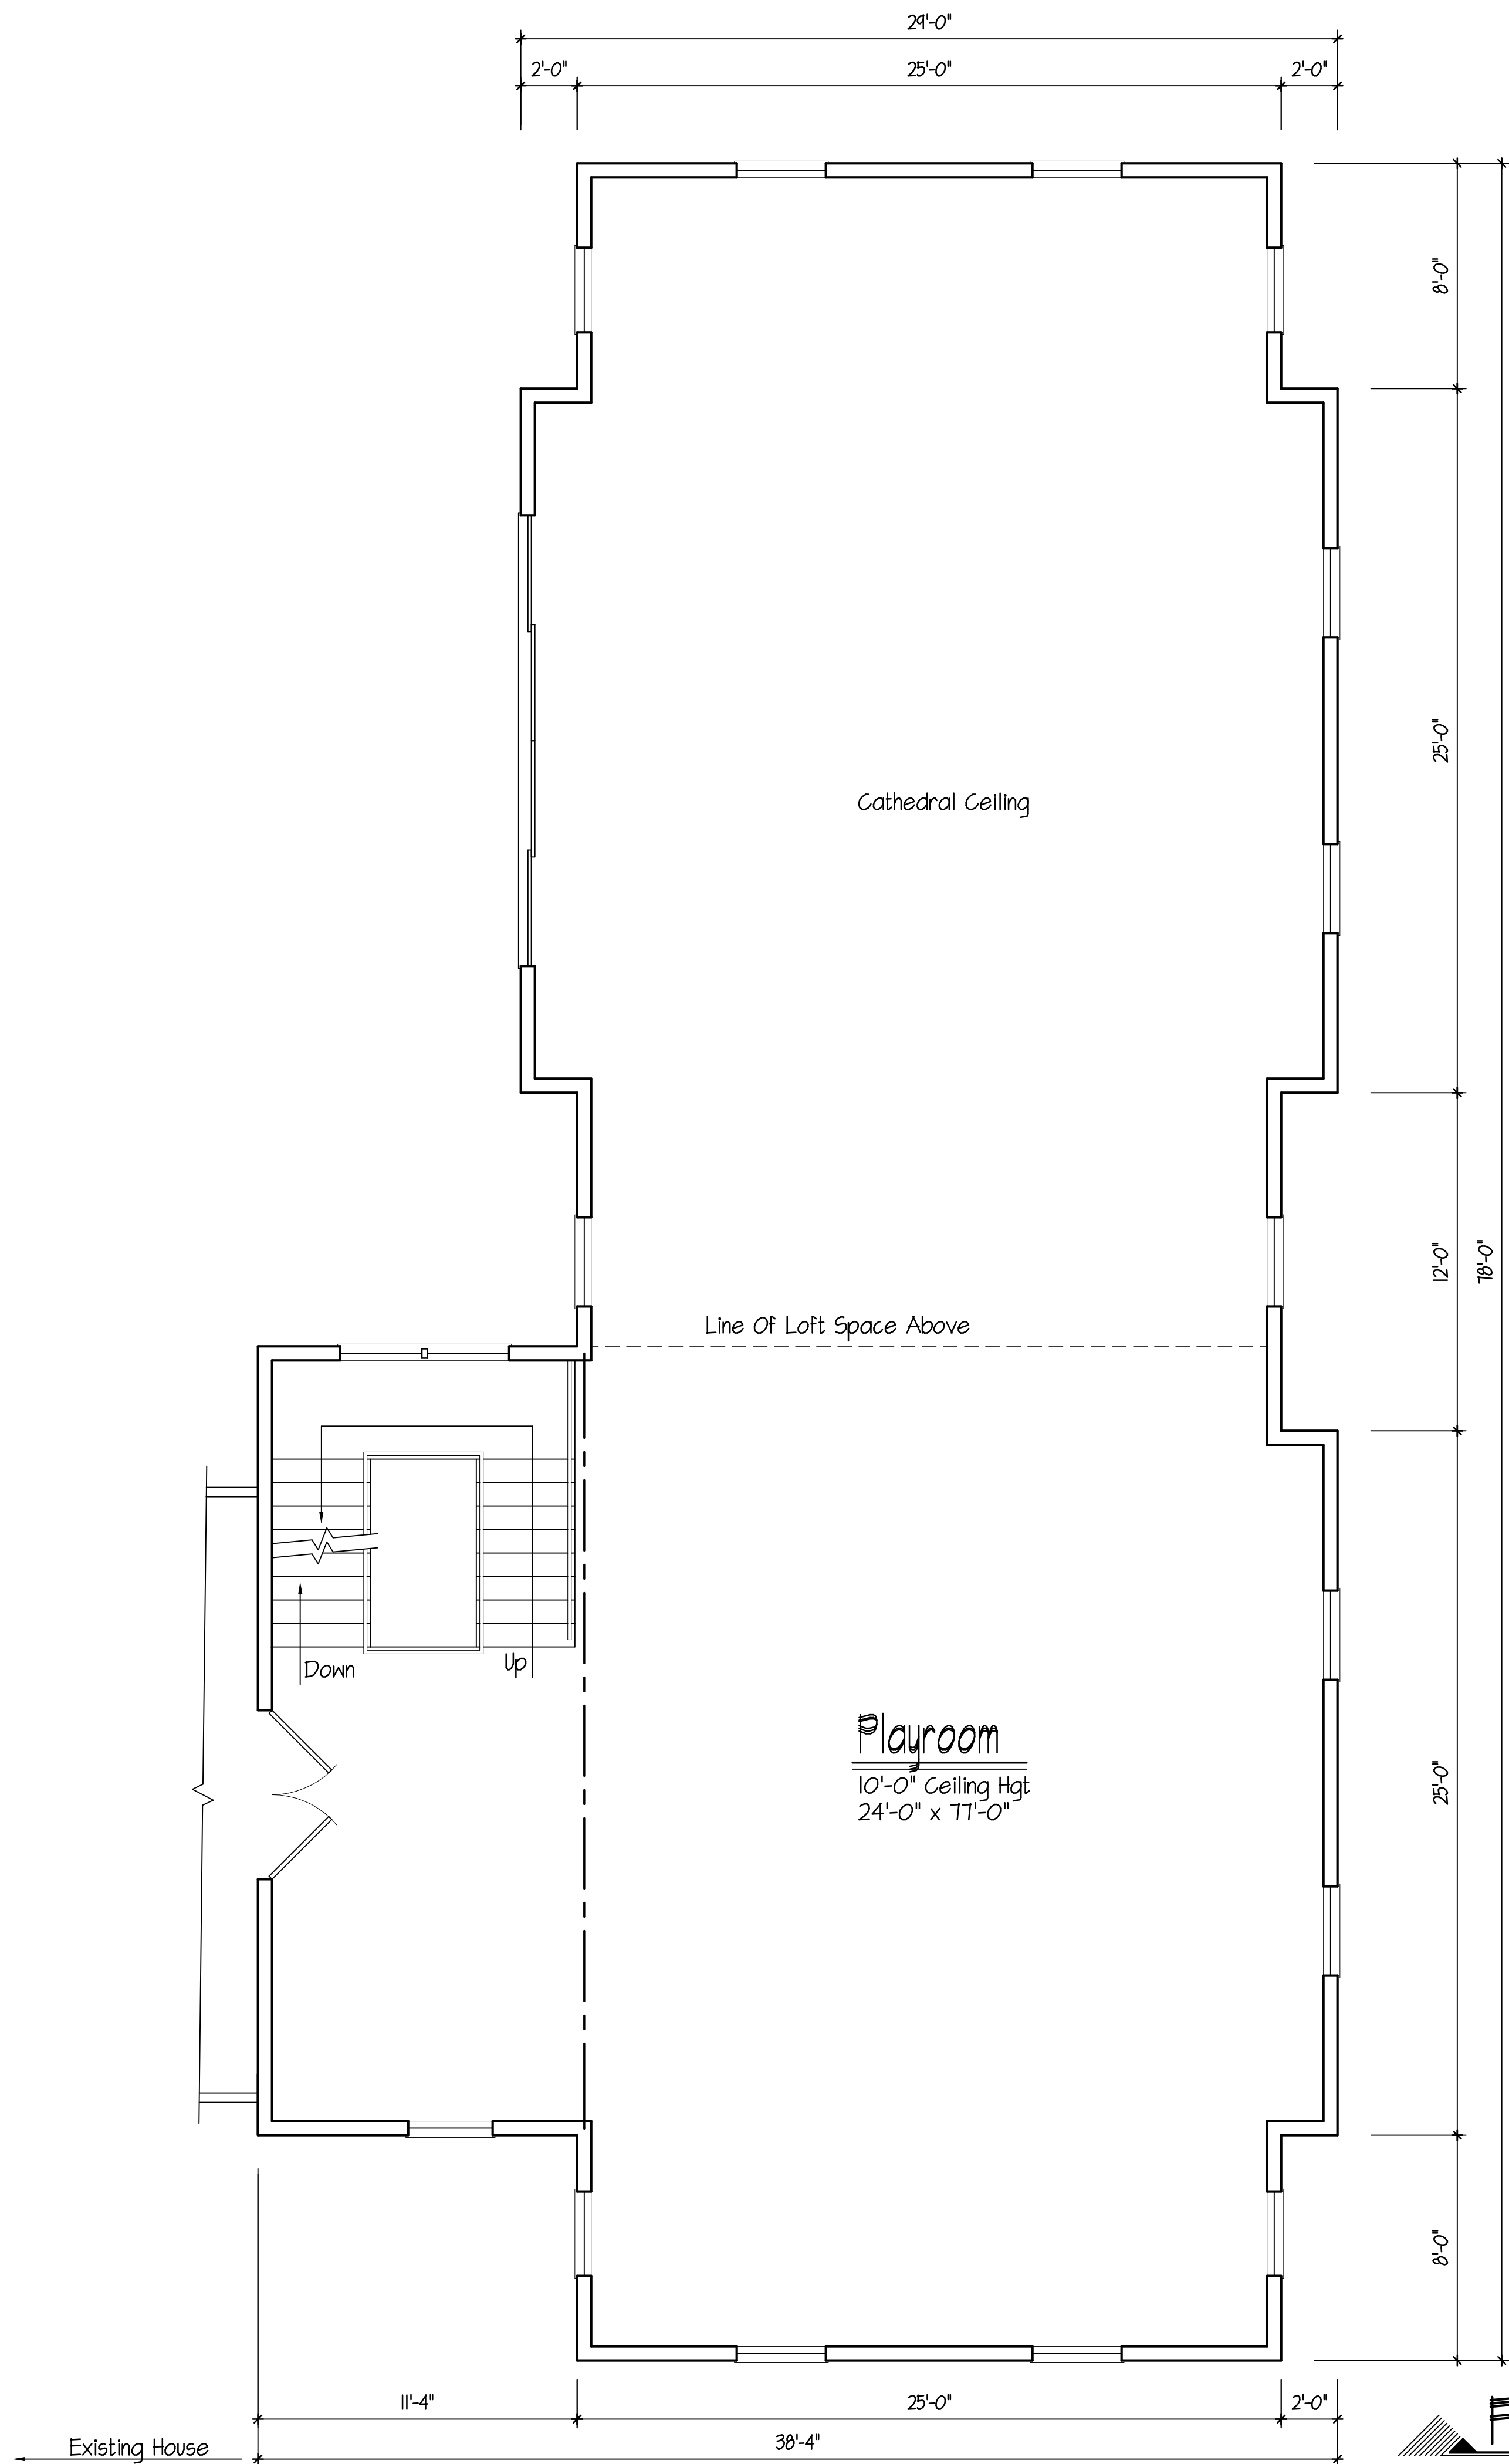 29'-0"
2'-0" 25'-0" 2'-0"
8'-0"
25'-0"
Cathedral Ceiling
12'-0"
78'-0"
Line Of Loft Space Above
Down
Up
Playroom
10'-0" Ceiling Hgt
24'-0" x 77'-0"
25'-0"
8'-0"
11'-4" 25'-0" 2'-0"
38'-4"
Existing House